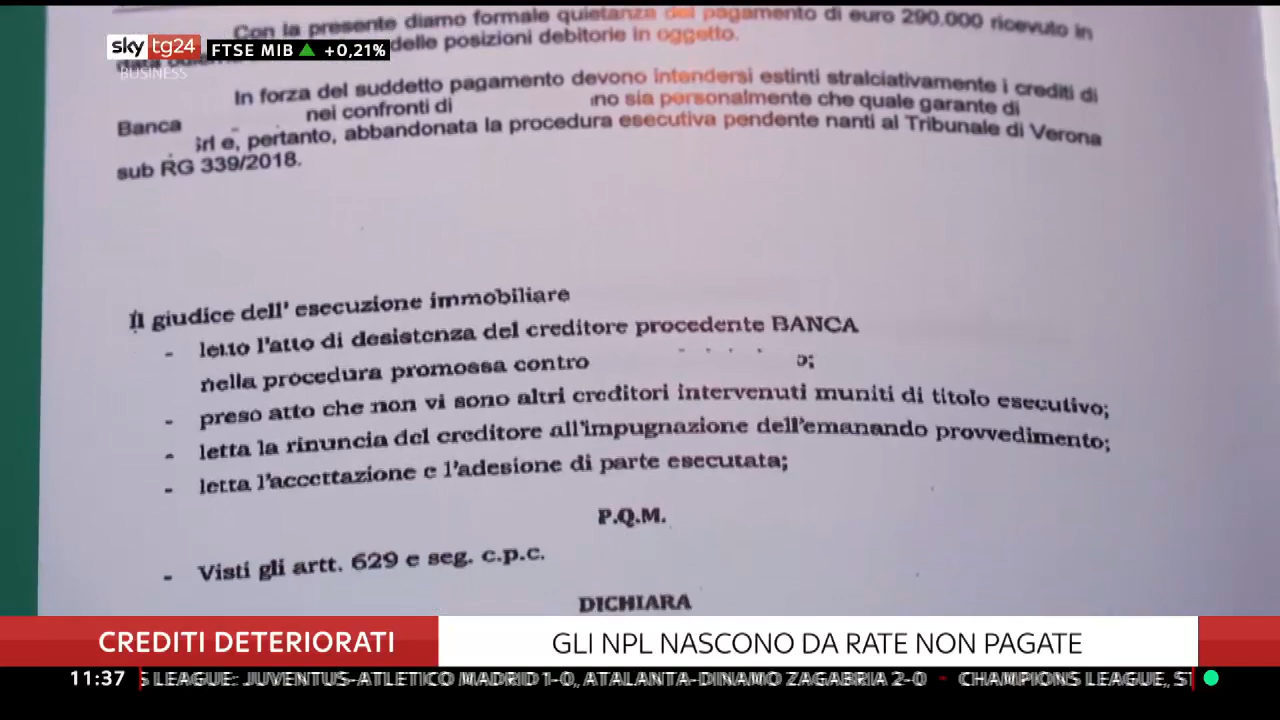 Con la presente diamo formale quietanza del pagamento di euro 290.000 ricevuto in
delle posizioni debitorie in oggetto.
sky tg24
BUSINESS
FTSE MIB ▲ +0,21%
In forza del suddetto pagamento devono intendersi estinti stralciativamente i crediti di
Banca nei confronti di no sia personalmente che quale garante di
srl e, pertanto, abbandonata la procedura esecutiva pendente nanti al Tribunale di Verona
sub RG 339/2018.
Il giudice dell' esecuzione immobiliare
- letto l'atto di desistenza del creditore procedente BANCA
nella procedura promossa contro o;
- preso atto che non vi sono altri creditori intervenuti muniti di titolo esecutivo;
- letta la rinuncia del creditore all'impugnazione dell'emanando provvedimento;
- letta l'accettazione e l'adesione di parte esecutata;
P.Q.M.
- Visti gli artt. 629 e seg. c.p.c.
DICHIARA
CREDITI DETERIORATI
GLI NPL NASCONO DA RATE NON PAGATE
11:37
S LEAGUE: JUVENTUS-ATLETICO MADRID 1-0, ATALANTA-DINAMO ZAGABRIA 2-0 - CHAMPIONS LEAGUE, S